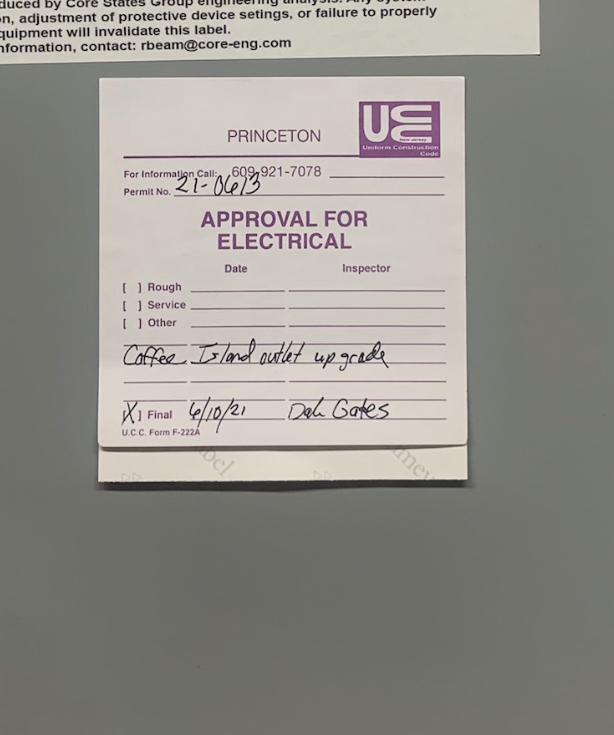 duced by Core States Group engineering analysis. Any system
n, adjustment of protective device setings, or failure to properly
quipment will invalidate this label.
nformation, contact: rbeam@core-eng.com
PRINCETON
UCC
New Jersey
Uniform Construction
Code
For Information Call: 609-921-7078
Permit No. 21-0613
APPROVAL FOR
ELECTRICAL
Date Inspector
[ ] Rough
[ ] Service
[ ] Other
Coffee Island outlet upgrade
[X] Final 6/10/21 Gates
U.C.C. Form F-222A